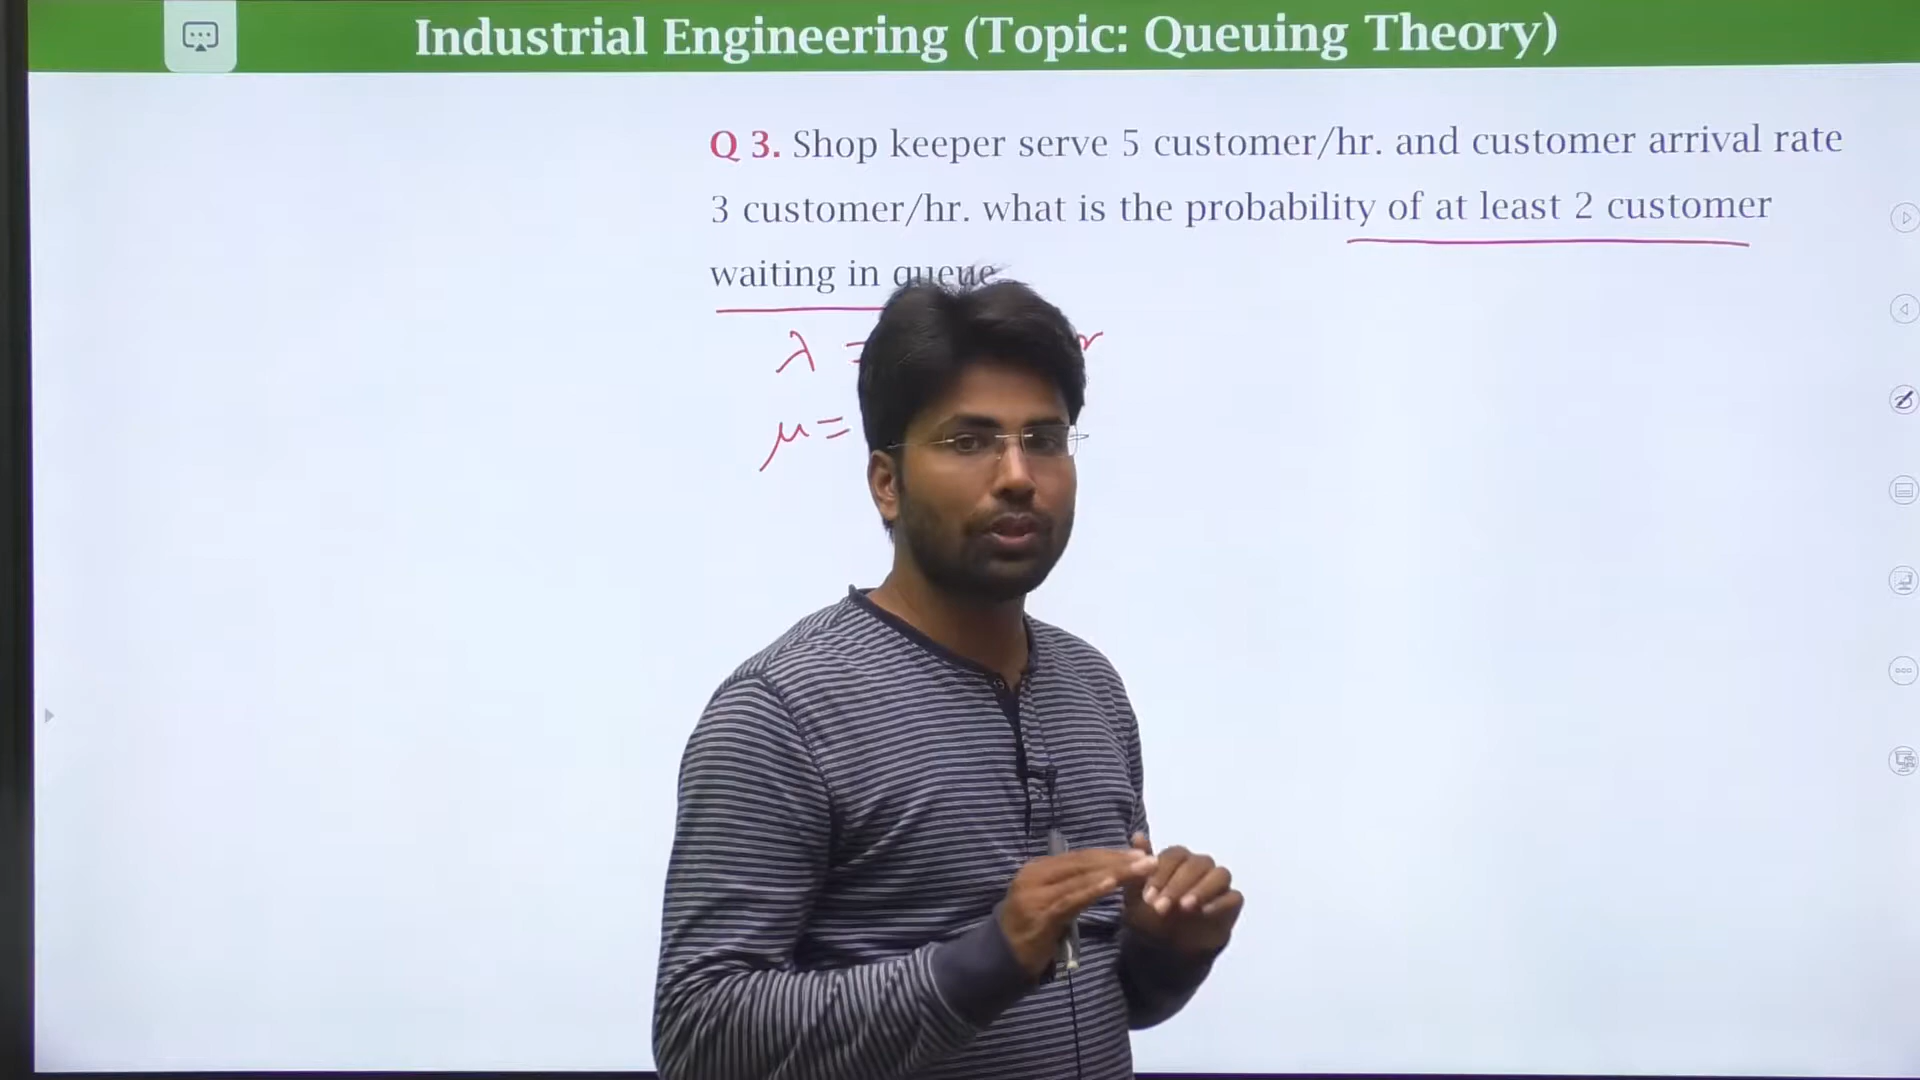 Industrial Engineering (Topic: Queuing Theory)
Q 3. Shop keeper serve 5 customer/hr. and customer arrival rate
3 customer/hr. what is the probability of at least 2 customer
waiting in queue
λ =
μ =